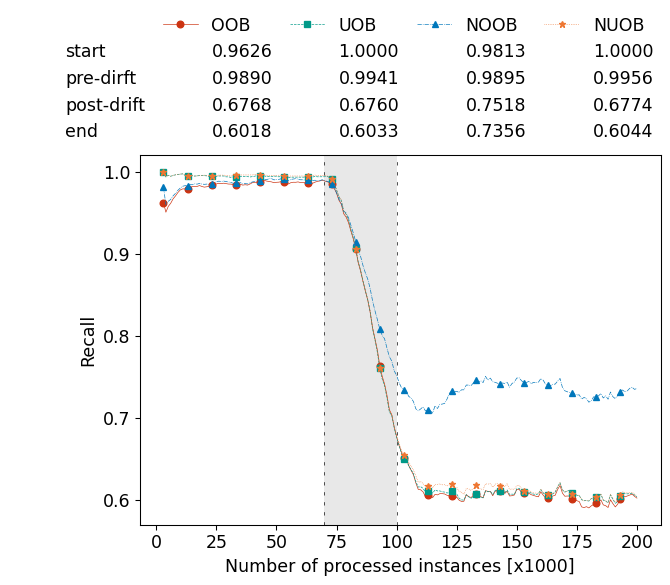 OOB UOB NOOB NUOB
start 0.9626 1.0000 0.9813 1.0000
pre-dirft 0.9890 0.9941 0.9895 0.9956
post-drift 0.6768 0.6760 0.7518 0.6774
end 0.6018 0.6033 0.7356 0.6044
1.0
0.9
0.8
0.7
0.6
Recall
0 25 50 75 100 125 150 175 200
Number of processed instances [x1000]